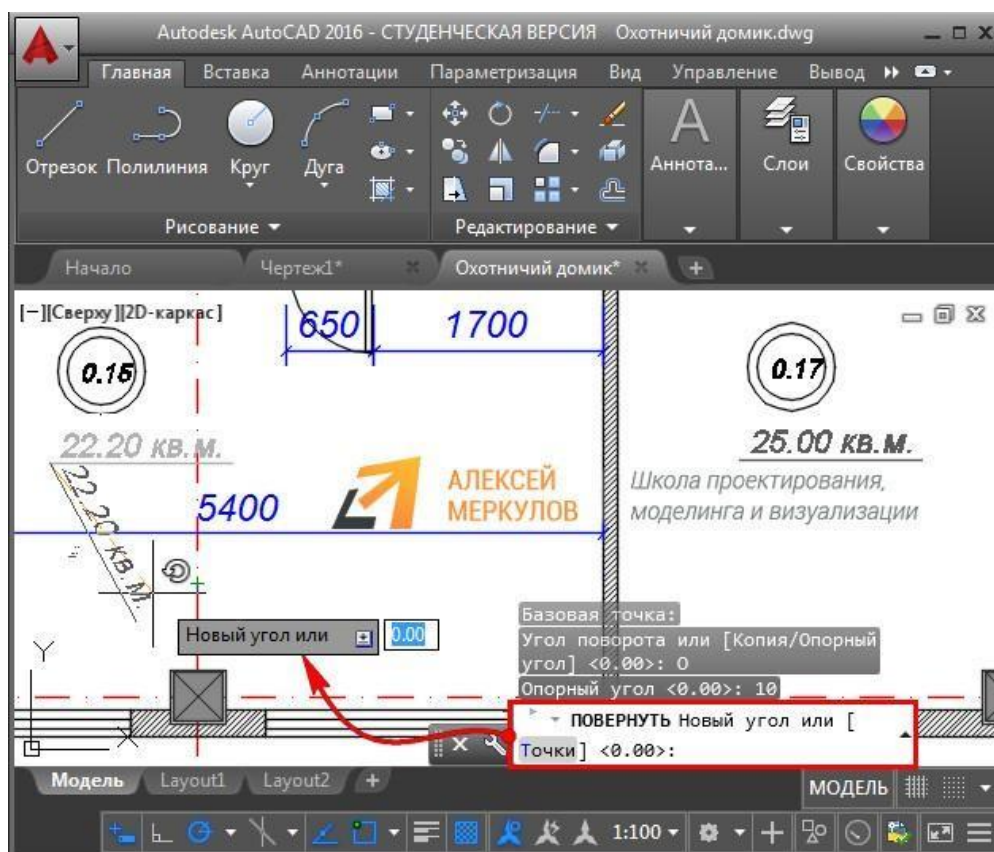 Autodesk AutoCAD 2016 - СТУДЕНЧЕСКАЯ ВЕРСИЯ Охотничий домик.dwg
Главная Вставка Аннотации Параметризация Вид Управление Вывод
Отрезок Полилиния Круг Дуга Аннота... Слои Свойства
Рисование Редактирование
Начало Чертеж1* Охотничий домик*
[−][Сверху][2D-каркас]
650 1700
0.15 0.17
22.20 КВ.М. 25.00 КВ.М.
22.20 КВ.М.
5400
АЛЕКСЕЙ
МЕРКУЛОВ
Школа проектирования,
моделинга и визуализации
Новый угол или 0.00
Базовая точка:
Угол поворота или [Копия/Опорный
угол] <0.00>: О
Опорный угол <0.00>: 10
ПОВЕРНУТЬ Новый угол или [
Точки] <0.00>:
Y
X
Модель Layout1 Layout2 +
МОДЕЛЬ
1:100